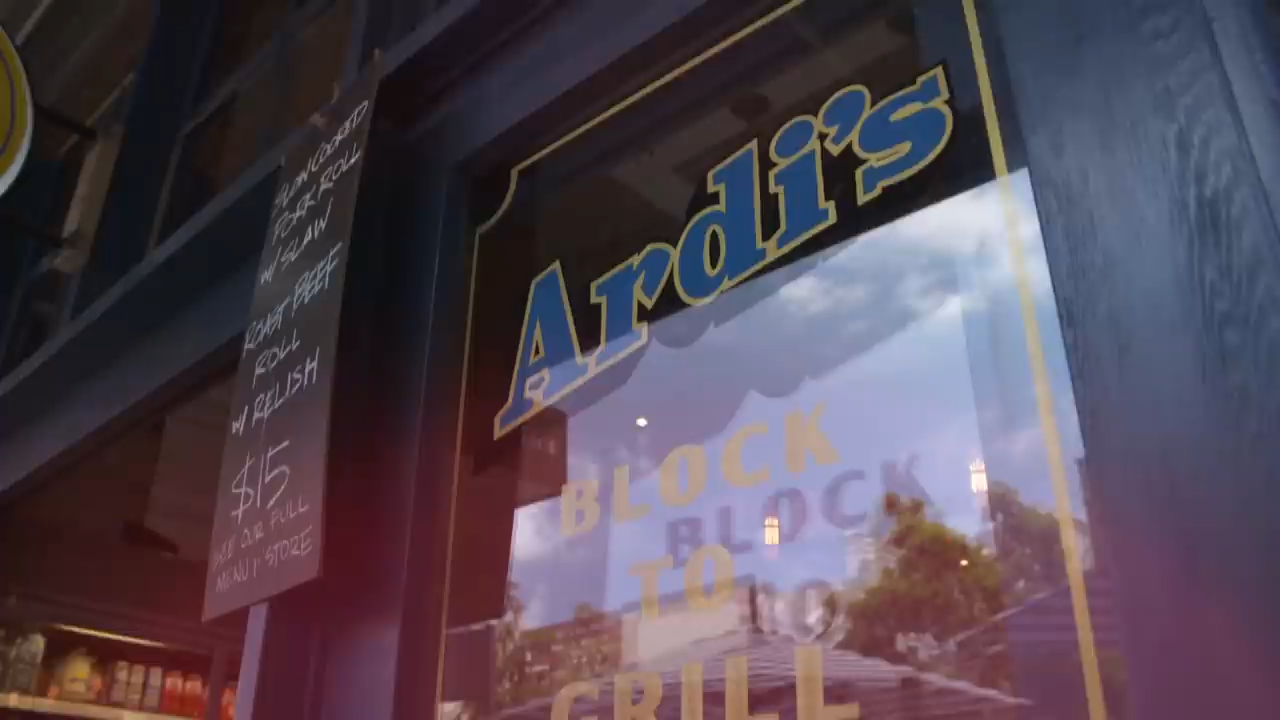 SLOW COOKED
PORK ROLL
w/ SLAW
ROAST BEEF
ROLL
w/ RELISH
$15
SEE OUR FULL
MENU STORE
Ardi's
BLOCK
TO
GRILL